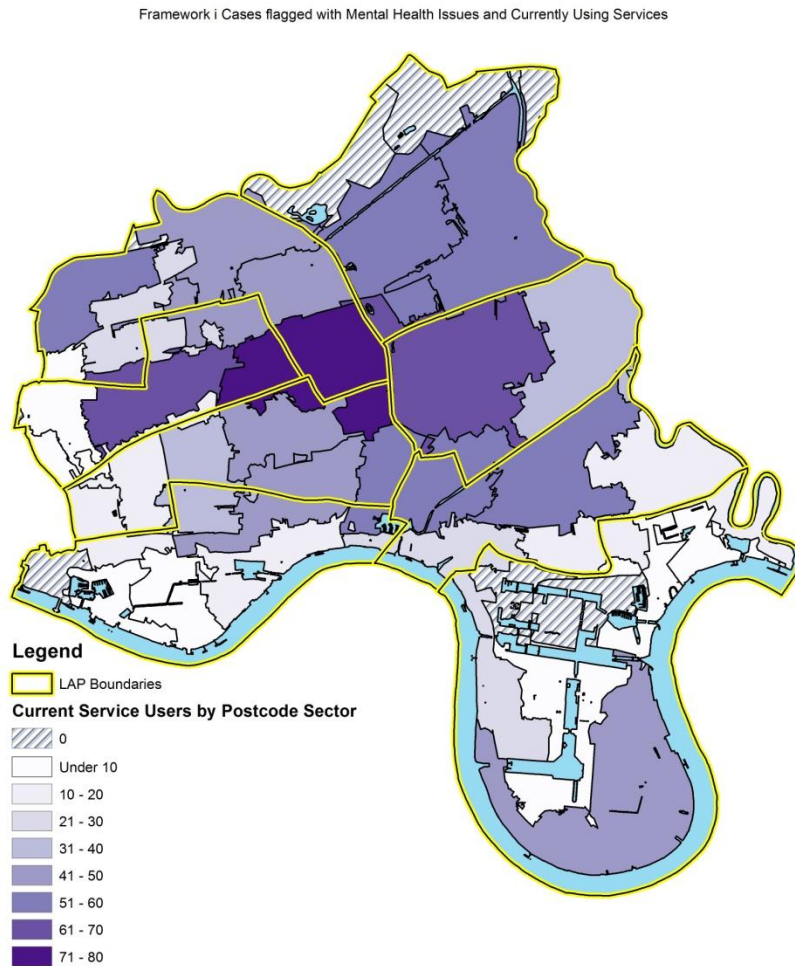 Framework i Cases flagged with Mental Health Issues and Currently Using Services
Legend
LAP Boundaries
Current Service Users by Postcode Sector
0
Under 10
10 - 20
21 - 30
31 - 40
41 - 50
51 - 60
61 - 70
71 - 80